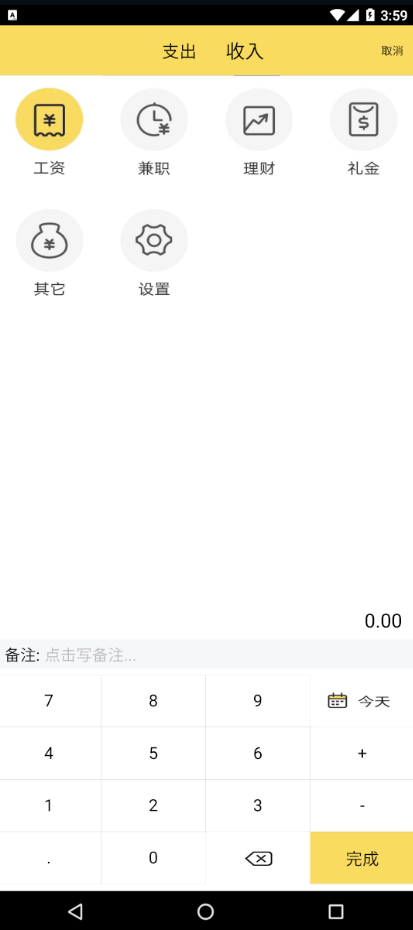 A 3:59
支出 收入 取消
工资 兼职 理财 礼金
其它 设置
0.00
备注: 点击写备注...
7 8 9 今天
4 5 6 +
1 2 3 -
. 0 完成